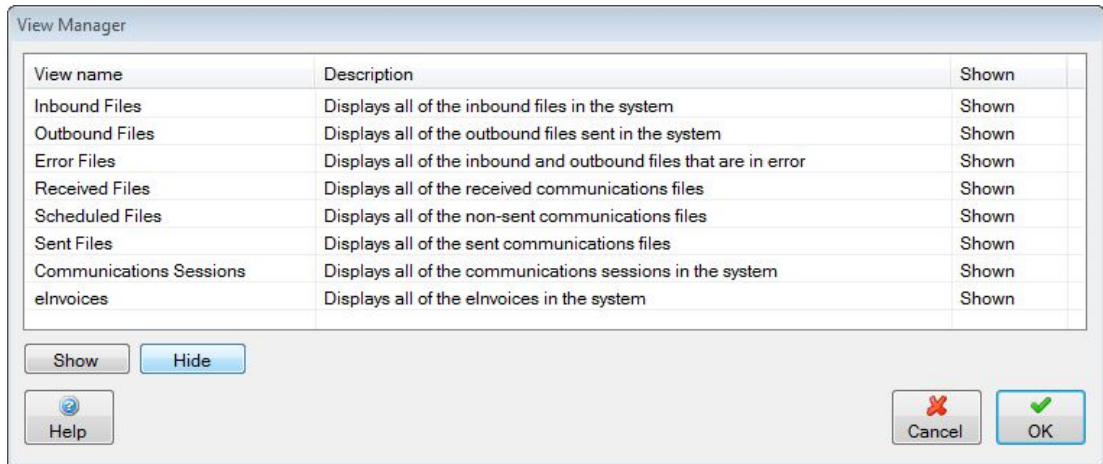 View Manager
View name Description Shown
Inbound Files Displays all of the inbound files in the system Shown
Outbound Files Displays all of the outbound files sent in the system Shown
Error Files Displays all of the inbound and outbound files that are in error Shown
Received Files Displays all of the received communications files Shown
Scheduled Files Displays all of the non-sent communications files Shown
Sent Files Displays all of the sent communications files Shown
Communications Sessions Displays all of the communications sessions in the system Shown
eInvoices Displays all of the eInvoices in the system Shown
Show Hide
Help Cancel OK